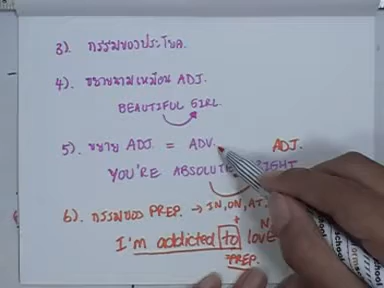 3). กรรมของประโยค.
4). ขยายนามเหมือน ADJ.
BEAUTIFUL GIRL.
5). ขยาย ADJ. = ADV. ADJ.
YOU'RE ABSOLUTE RIGHT
6). กรรมของ PREP. → IN, ON, AT.
+ N
I'm addicted to love
PREP.